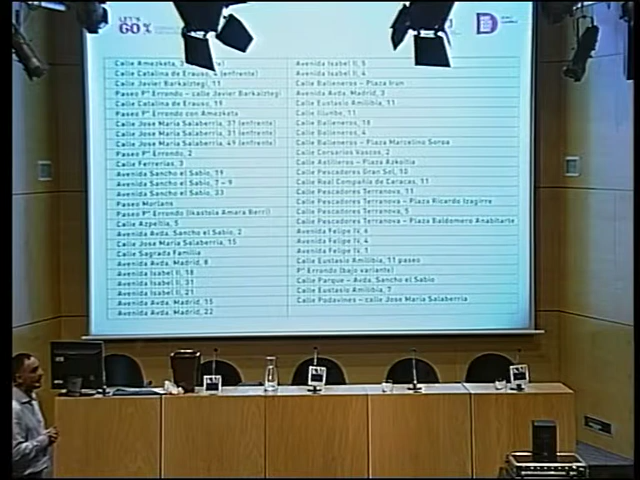 LET'S
GO %
D
Calle Amezketa, 3
Calle Catalina de Erauso, 4 (enfrente)
Calle Javier Barkaiztegi, 11
Paseo Pº Errondo – calle Javier Barkaiztegi
Calle Catalina de Erauso, 18
Paseo Pº Errondo con Amezketa
Calle Jose María Salaberria, 37 (enfrente)
Calle Jose María Salaberria, 31 (enfrente)
Calle Jose María Salaberria, 49 (enfrente)
Paseo Pº Errondo, 2
Calle Ferrerias, 3
Avenida Sancho el Sabio, 19
Avenida Sancho el Sabio, 7 – 9
Avenida Sancho el Sabio, 33
Paseo Morlans
Paseo Pº Errondo (Ikastola Amara Berri)
Calle Azpeitia, 5
Avenida Avda, Sancho el Sabio, 2
Calle Jose María Salaberria, 15
Calle Sagrada Familia
Avenida Avda, Madrid, 8
Avenida Isabel II, 18
Avenida Isabel II, 31
Avenida Isabel II, 21
Avenida Avda, Madrid, 15
Avenida Avda, Madrid, 22
Avenida Isabel II, 5
Avenida Isabel II, 4
Calle Balleneros – Plaza Irun
Avenida Avda, Madrid, 3
Calle Eustasio Amilibia, 11
Calle Illunbe, 11
Calle Balleneros, 18
Calle Balleneros, 4
Calle Balleneros – Plaza Marcelino Soroa
Calle Corsarios Vascos, 2
Calle Astilleros – Plaza Azkoitia
Calle Pescadores Gran Sol, 10
Calle Real Compañía de Caracas, 11
Calle Pescadores Terranova, 11
Calle Pescadores Terranova – Plaza Ricardo Izagirre
Calle Pescadores Terranova, 5
Calle Pescadores Terranova – Plaza Baldomero Anabitarte
Avenida Felipe IV, 6
Avenida Felipe IV, 4
Avenida Felipe IV, 1
Calle Eustasio Amilibia, 11 paseo
Pº Errondo (bajo variante)
Calle Parque – Avda, Sancho el Sabio
Calle Eustasio Amilibia, 7
Calle Podavines – calle Jose María Salaberria